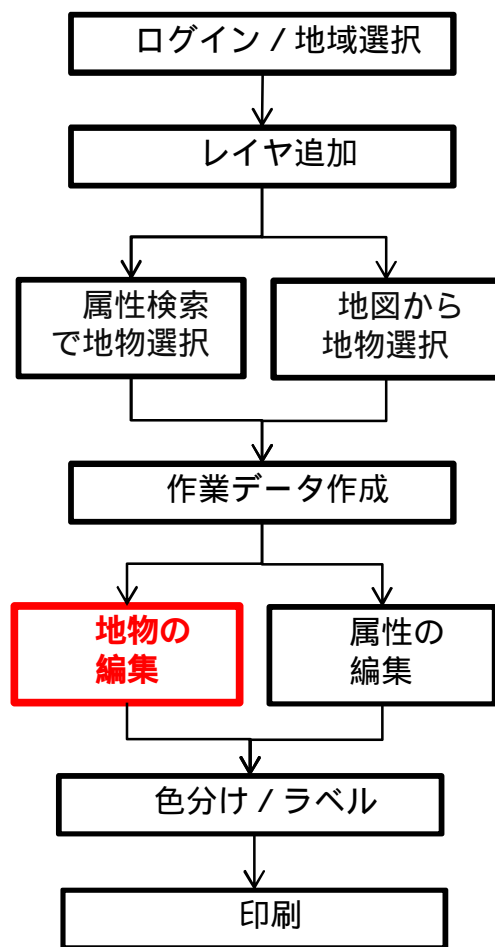 ログイン / 地域選択
レイヤ追加
属性検索
で地物選択
地図から
地物選択
作業データ作成
地物の
編集
属性の
編集
色分け / ラベル
印刷